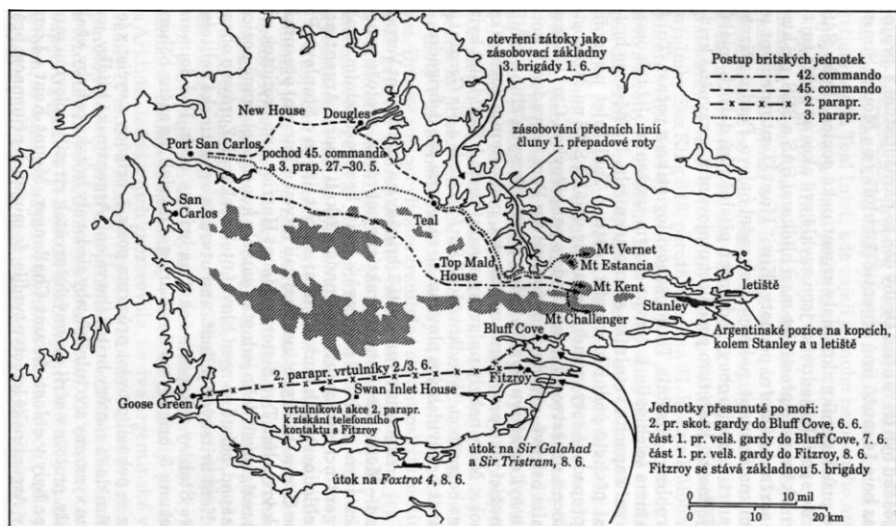 otevření zátoky jako
zásobovací základny
3. brigády 1. 6.
Postup britských jednotek
42. commando
45. commando
2. parapr.
3. parapr.
New House
Dougles
zásobování předních linií
čluny 1. přepadové roty
Port San Carlos
pochod 45. commanda
a 3. prap. 27.–30. 5.
San
Carlos
Teal
Top Malo
House
Mt Vernet
Mt Estancia
Mt Kent
letiště
Stanley
Mt Challenger
Argentinské pozice na kopcích,
kolem Stanley a u letiště
Bluff Cove
2. parapr. vrtulníky 2./3. 6.
Fitzroy
Goose Green
Swan Inlet House
vrtulníková akce 2. parapr.
k získání telefonního
kontaktu s Fitzroy
útok na Sir Galahad
a Sir Tristram, 8. 6.
útok na Foxtrot 4, 8. 6.
Jednotky přesunuté po moři:
2. pr. skot. gardy do Bluff Cove, 6. 6.
část 1. pr. velš. gardy do Bluff Cove, 7. 6.
část 1. pr. velš. gardy do Fitzroy, 8. 6.
Fitzroy se stává základnou 5. brigády
0 10 mil
0 10 20 km